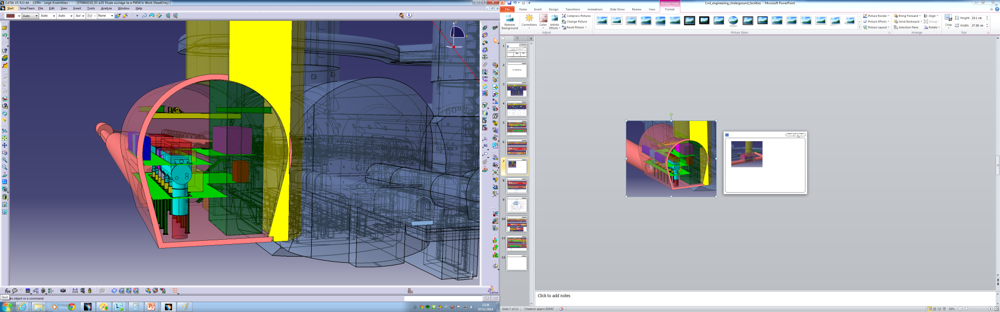 CATIA V5 R23 64 - CERN : Large Assemblies - - - [ST0600210_01 a.01 Etude ouvrage lie a PM54 In Work (ReadOnly) ]
Start SmarTeam File Edit View Insert Tools Analyze Window Help
Auto Auto Auto Aut Aut None
Start
an object or a command
CATIA
13:26
07/11/2014
Picture Tools
Civil_engineering_Underground_facilities - Microsoft PowerPoint
File Home Insert Design Transitions Animations Slide Show Review View Format
Remove Background
Corrections
Color
Artistic Effects
Compress Pictures
Change Picture
Reset Picture
Adjust
Picture Styles
Picture Border
Picture Effects
Picture Layout
Bring Forward
Send Backward
Selection Pane
Align
Group
Rotate
Arrange
Crop
Height: 23.1 cm
Width: 27.38 cm
Size
1
2
3
4
5
6
7
8
9
10
11
12
Click to add notes
Slide 7 of 12 "Chablon appro EDMS" 33%